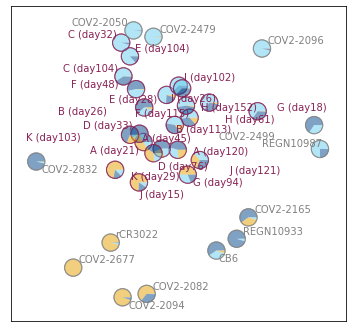 COV2-2050
COV2-2479
C (day32)
E (day104)
COV2-2096
C (day104)
J (day102)
F (day48)
E (day28)
J (day26)
H (day152)
G (day18)
B (day26)
F (day112)
H (day61)
D (day33)
B (day113)
K (day103)
A (day45)
COV2-2499
REGN10987
A (day21)
A (day120)
COV2-2832
D (day76)
J (day121)
K (day29)
G (day94)
J (day15)
COV2-2165
rCR3022
REGN10933
COV2-2677
CB6
COV2-2082
COV2-2094